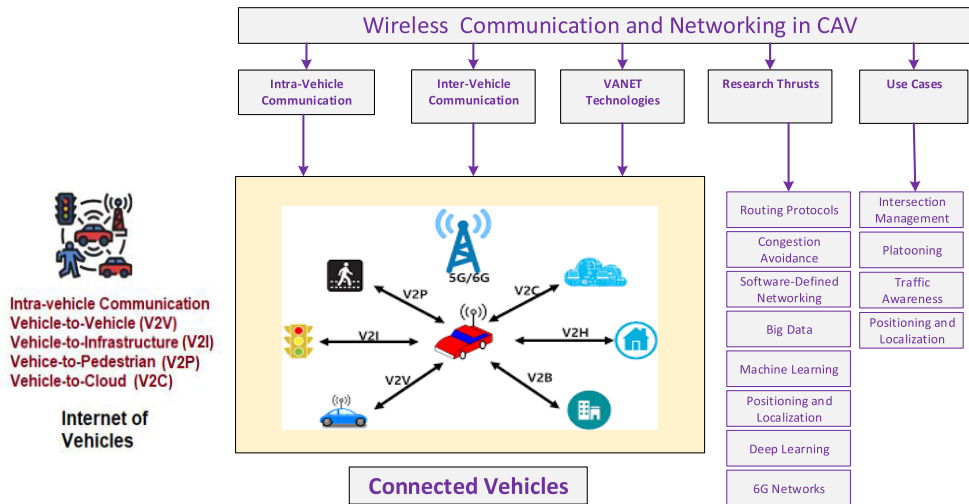 Wireless Communication and Networking in CAV
Intra-Vehicle
Communication
Inter-Vehicle
Communication
VANET
Technologies
Research Thrusts
Use Cases
Intra-vehicle Communication
Vehicle-to-Vehicle (V2V)
Vehicle-to-Infrastructure (V2I)
Vehice-to-Pedestrian (V2P)
Vehicle-to-Cloud (V2C)
Internet of
Vehicles
5G/6G
V2P
V2C
V2I
V2H
V2V
V2B
Connected Vehicles
Routing Protocols
Congestion
Avoidance
Software-Defined
Networking
Big Data
Machine Learning
Positioning and
Localization
Deep Learning
6G Networks
Intersection
Management
Platooning
Traffic
Awareness
Positioning and
Localization